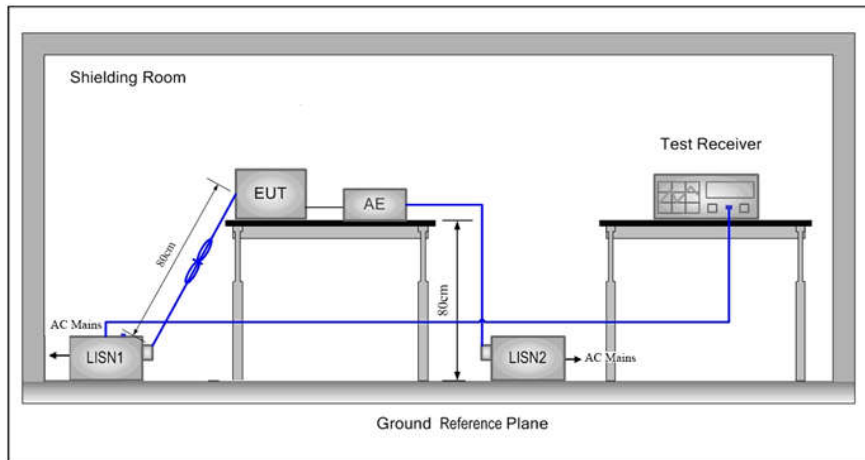 Shielding Room
Test Receiver
EUT
AE
80cm
80cm
AC Mains
LISN1
LISN2
AC Mains
Ground Reference Plane